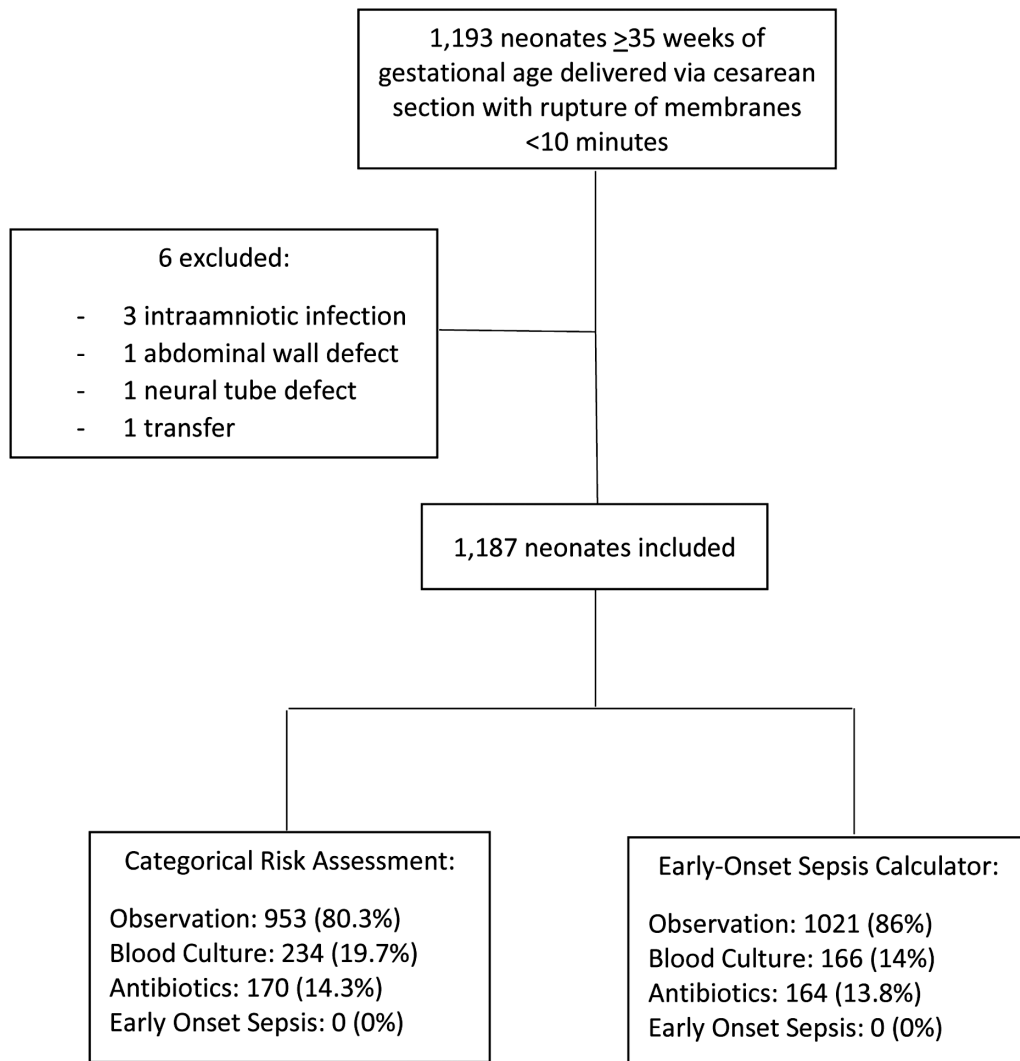 1,193 neonates ≥35 weeks of
gestational age delivered via cesarean
section with rupture of membranes
<10 minutes
6 excluded:
- 3 intraamniotic infection
- 1 abdominal wall defect
- 1 neural tube defect
- 1 transfer
1,187 neonates included
Categorical Risk Assessment:
Observation: 953 (80.3%)
Blood Culture: 234 (19.7%)
Antibiotics: 170 (14.3%)
Early Onset Sepsis: 0 (0%)
Early-Onset Sepsis Calculator:
Observation: 1021 (86%)
Blood Culture: 166 (14%)
Antibiotics: 164 (13.8%)
Early Onset Sepsis: 0 (0%)